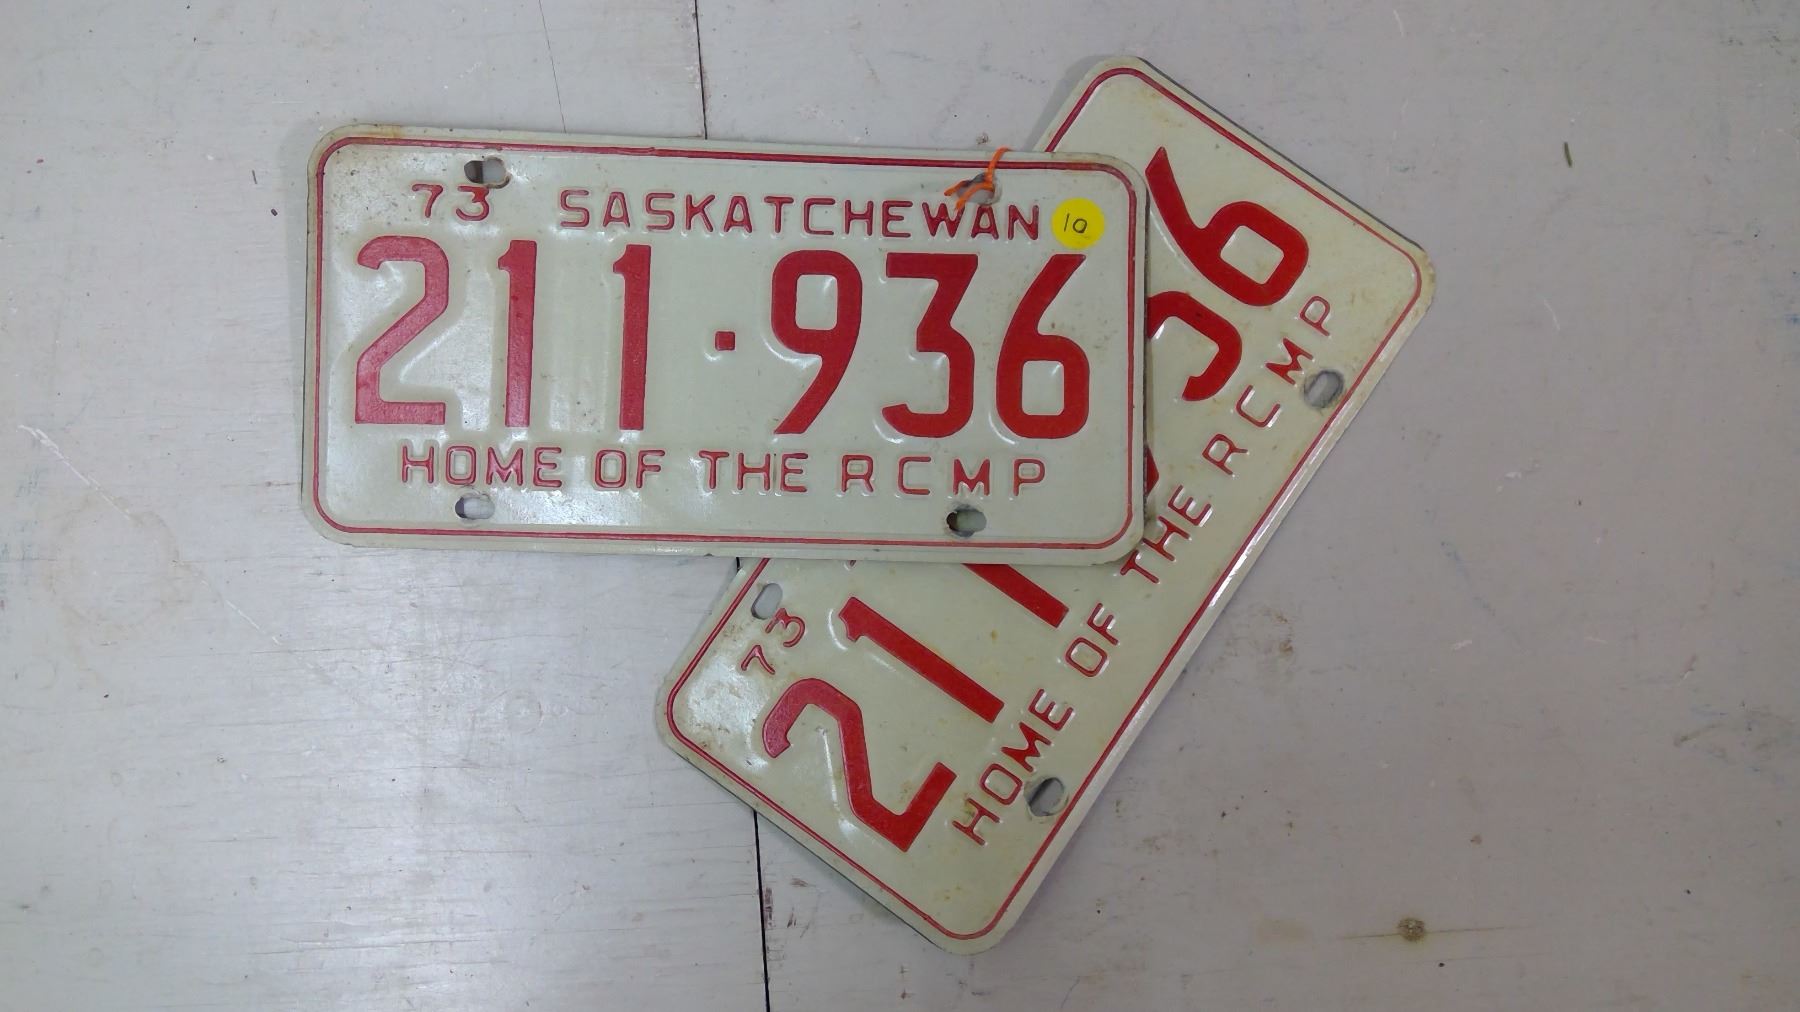 73 SASKATCHEWAN
10
211·936
HOME OF THE RCMP
73
211 36
HOME OF THE RCMP